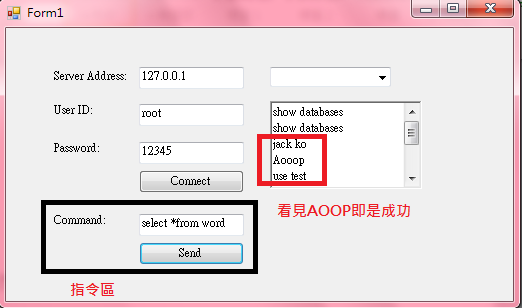 Form1
Server Address:
127.0.0.1
User ID:
root
Password:
12345
Connect
show databases
show databases
jack ko
Aooop
use test
看見AOOP即是成功
Command:
select *from word
Send
指令區